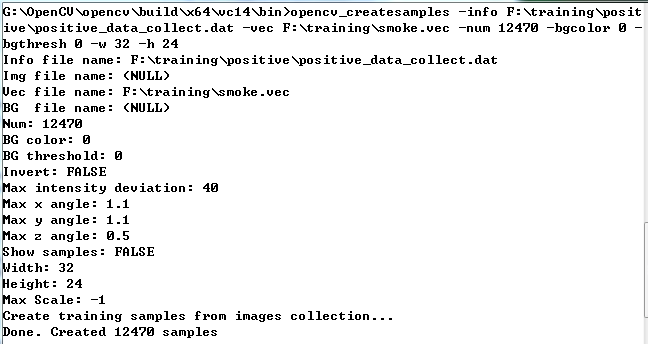 G:\OpenCV\opencv\build\x64\vc14\bin>opencv_createsamples -info F:\training\posit
ive\positive_data_collect.dat -vec F:\training\smoke.vec -num 12470 -bgcolor 0 -
bgthresh 0 -w 32 -h 24
Info file name: F:\training\positive\positive_data_collect.dat
Img file name: (NULL)
Vec file name: F:\training\smoke.vec
BG  file name: (NULL)
Num: 12470
BG color: 0
BG threshold: 0
Invert: FALSE
Max intensity deviation: 40
Max x angle: 1.1
Max y angle: 1.1
Max z angle: 0.5
Show samples: FALSE
Width: 32
Height: 24
Max Scale: -1
Create training samples from images collection...
Done. Created 12470 samples